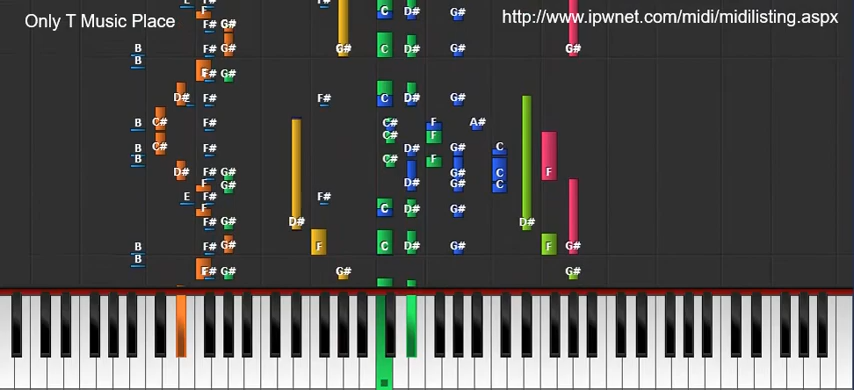 Only T Music Place
http://www.ipwnet.com/midi/midilisting.aspx
F#
F F#
C D# G#
F# G#
B F# G# G# C D# G# G#
B
F F# G#
D# E F# F# C D# G#
B C# F# C# F A#
C# F
B C# F# D# G# C
B C# F
D# F# G# G# C F
F G# D# G# C
E F# F#
F F# C D# G#
F# G# D# D#
B F# G# F C D# G# F G#
B
F F# G# G# G#